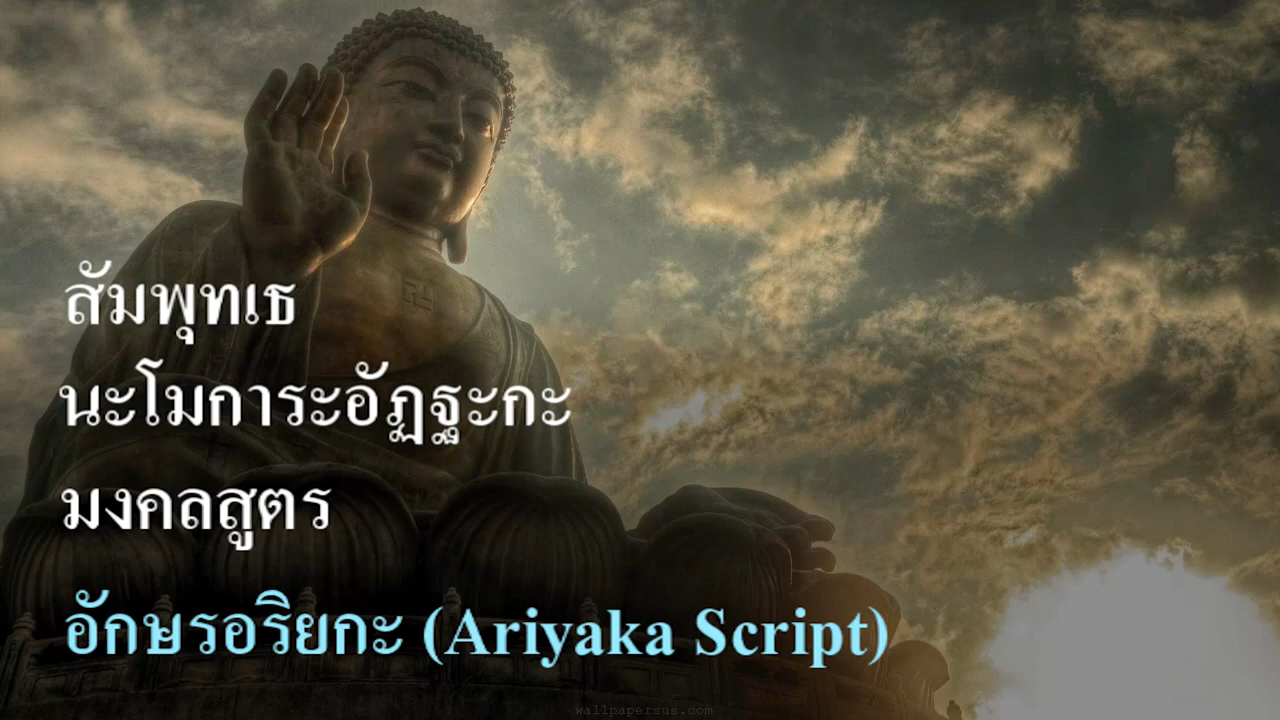 สัมพุทเธ
นะโมการะอัฏฐะกะ
มงคลสูตร
อักษรอริยกะ (Ariyaka Script)
wallpapersus.com